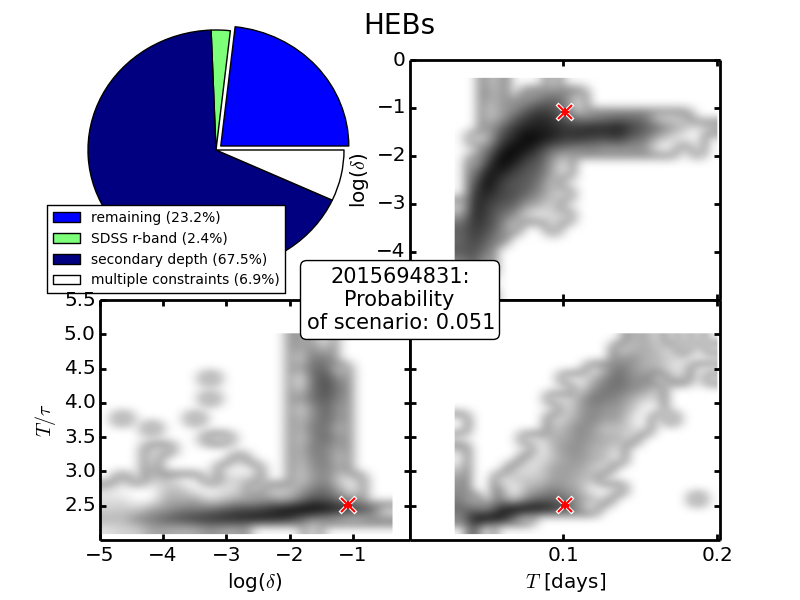 HEBs
remaining (23.2%)
SDSS r-band (2.4%)
secondary depth (67.5%)
multiple constraints (6.9%)
0
−1
−2
−3
−4
log(δ)
2015694831:
Probability
of scenario: 0.051
5.5
5.0
4.5
4.0
3.5
3.0
2.5
T/τ
−5 −4 −3 −2 −1
log(δ)
0.1 0.2
T [days]